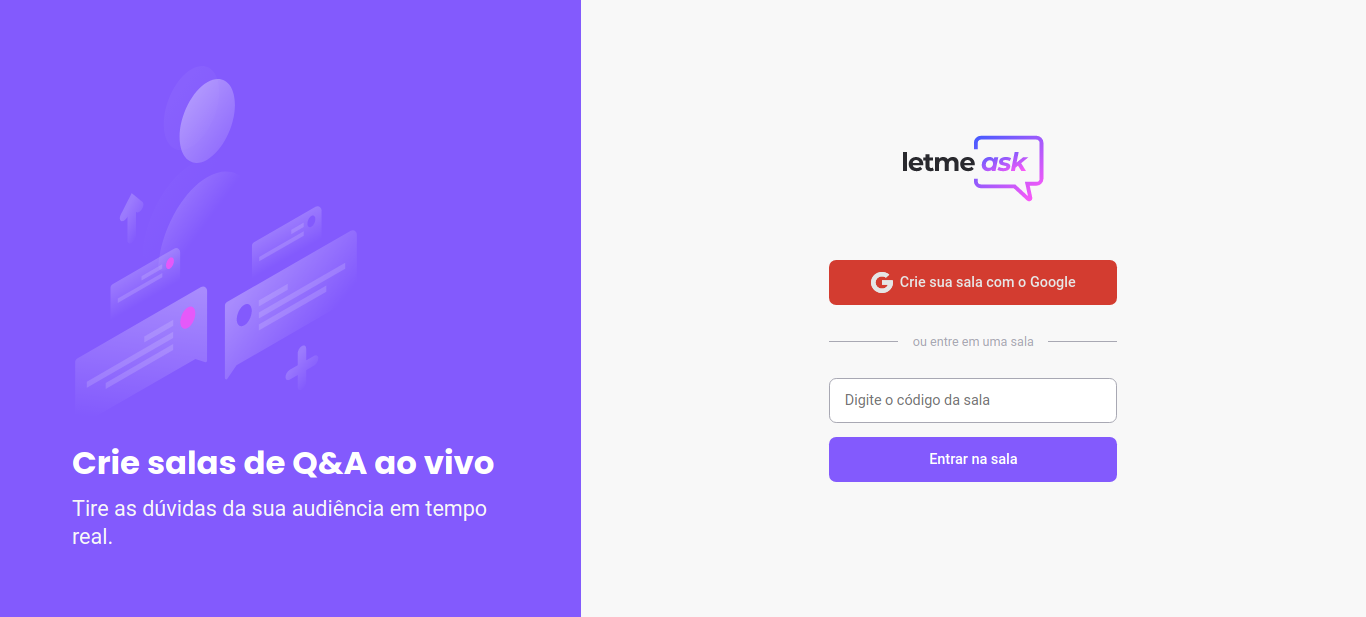 Crie salas de Q&A ao vivo
Tire as dúvidas da sua audiência em tempo
real.
letme ask
Crie sua sala com o Google
ou entre em uma sala
Digite o código da sala
Entrar na sala